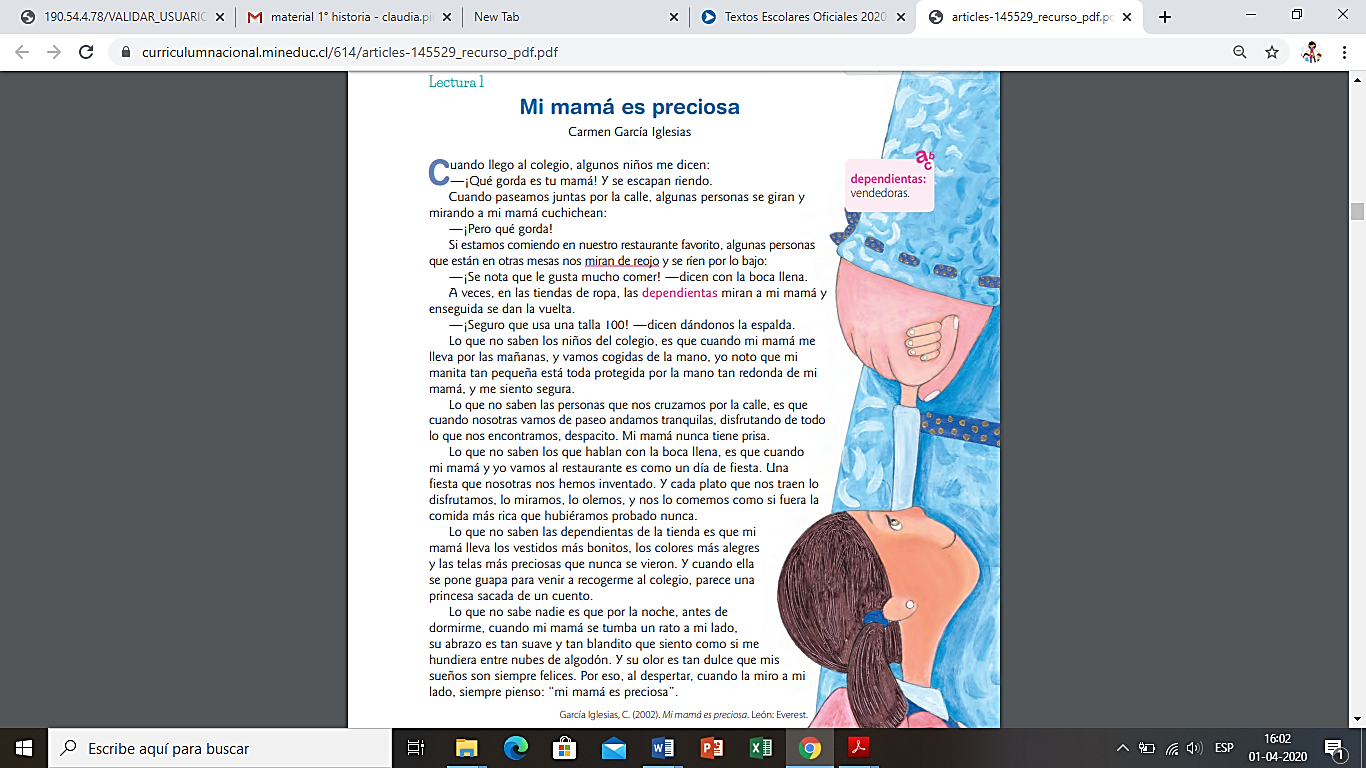 190.54.4.78/VALIDAR_USUARIO
material 1° historia - claudia.pi
New Tab
Textos Escolares Oficiales 2020
articles-145529_recurso_pdf.pd
curriculumnacional.mineduc.cl/614/articles-145529_recurso_pdf.pdf
Lectura 1
Mi mamá es preciosa
Carmen García Iglesias
Cuando llego al colegio, algunos niños me dicen:
—¡Qué gorda es tu mamá! Y se escapan riendo.
Cuando paseamos juntas por la calle, algunas personas se giran y
mirando a mi mamá cuchichean:
—¡Pero qué gorda!
Si estamos comiendo en nuestro restaurante favorito, algunas personas
que están en otras mesas nos miran de reojo y se ríen por lo bajo:
—¡Se nota que le gusta mucho comer! —dicen con la boca llena.
A veces, en las tiendas de ropa, las dependientas miran a mi mamá y
enseguida se dan la vuelta.
—¡Seguro que usa una talla 100! —dicen dándonos la espalda.
Lo que no saben los niños del colegio, es que cuando mi mamá me
lleva por las mañanas, y vamos cogidas de la mano, yo noto que mi
manita tan pequeña está toda protegida por la mano tan redonda de mi
mamá, y me siento segura.
Lo que no saben las personas que nos cruzamos por la calle, es que
cuando nosotras vamos de paseo andamos tranquilas, disfrutando de todo
lo que nos encontramos, despacito. Mi mamá nunca tiene prisa.
Lo que no saben los que hablan con la boca llena, es que cuando
mi mamá y yo vamos al restaurante es como un día de fiesta. Una
fiesta que nosotras nos hemos inventado. Y cada plato que nos traen lo
disfrutamos, lo miramos, lo olemos, y nos lo comemos como si fuera la
comida más rica que hubiéramos probado nunca.
Lo que no saben las dependientas de la tienda es que mi
mamá lleva los vestidos más bonitos, los colores más alegres
y las telas más preciosas que nunca se vieron. Y cuando ella
se pone guapa para venir a recogerme al colegio, parece una
princesa sacada de un cuento.
Lo que no sabe nadie es que por la noche, antes de
dormirme, cuando mi mamá se tumba un rato a mi lado,
su abrazo es tan suave y tan blandito que siento como si me
hundiera entre nubes de algodón. Y su olor es tan dulce que mis
sueños son siempre felices. Por eso, al despertar, cuando la miro a mi
lado, siempre pienso: “mi mamá es preciosa”.
García Iglesias, C. (2002). Mi mamá es preciosa. León: Everest.
abc
dependientas:
vendedoras.
Escribe aquí para buscar
ESP
16:02
01-04-2020
1